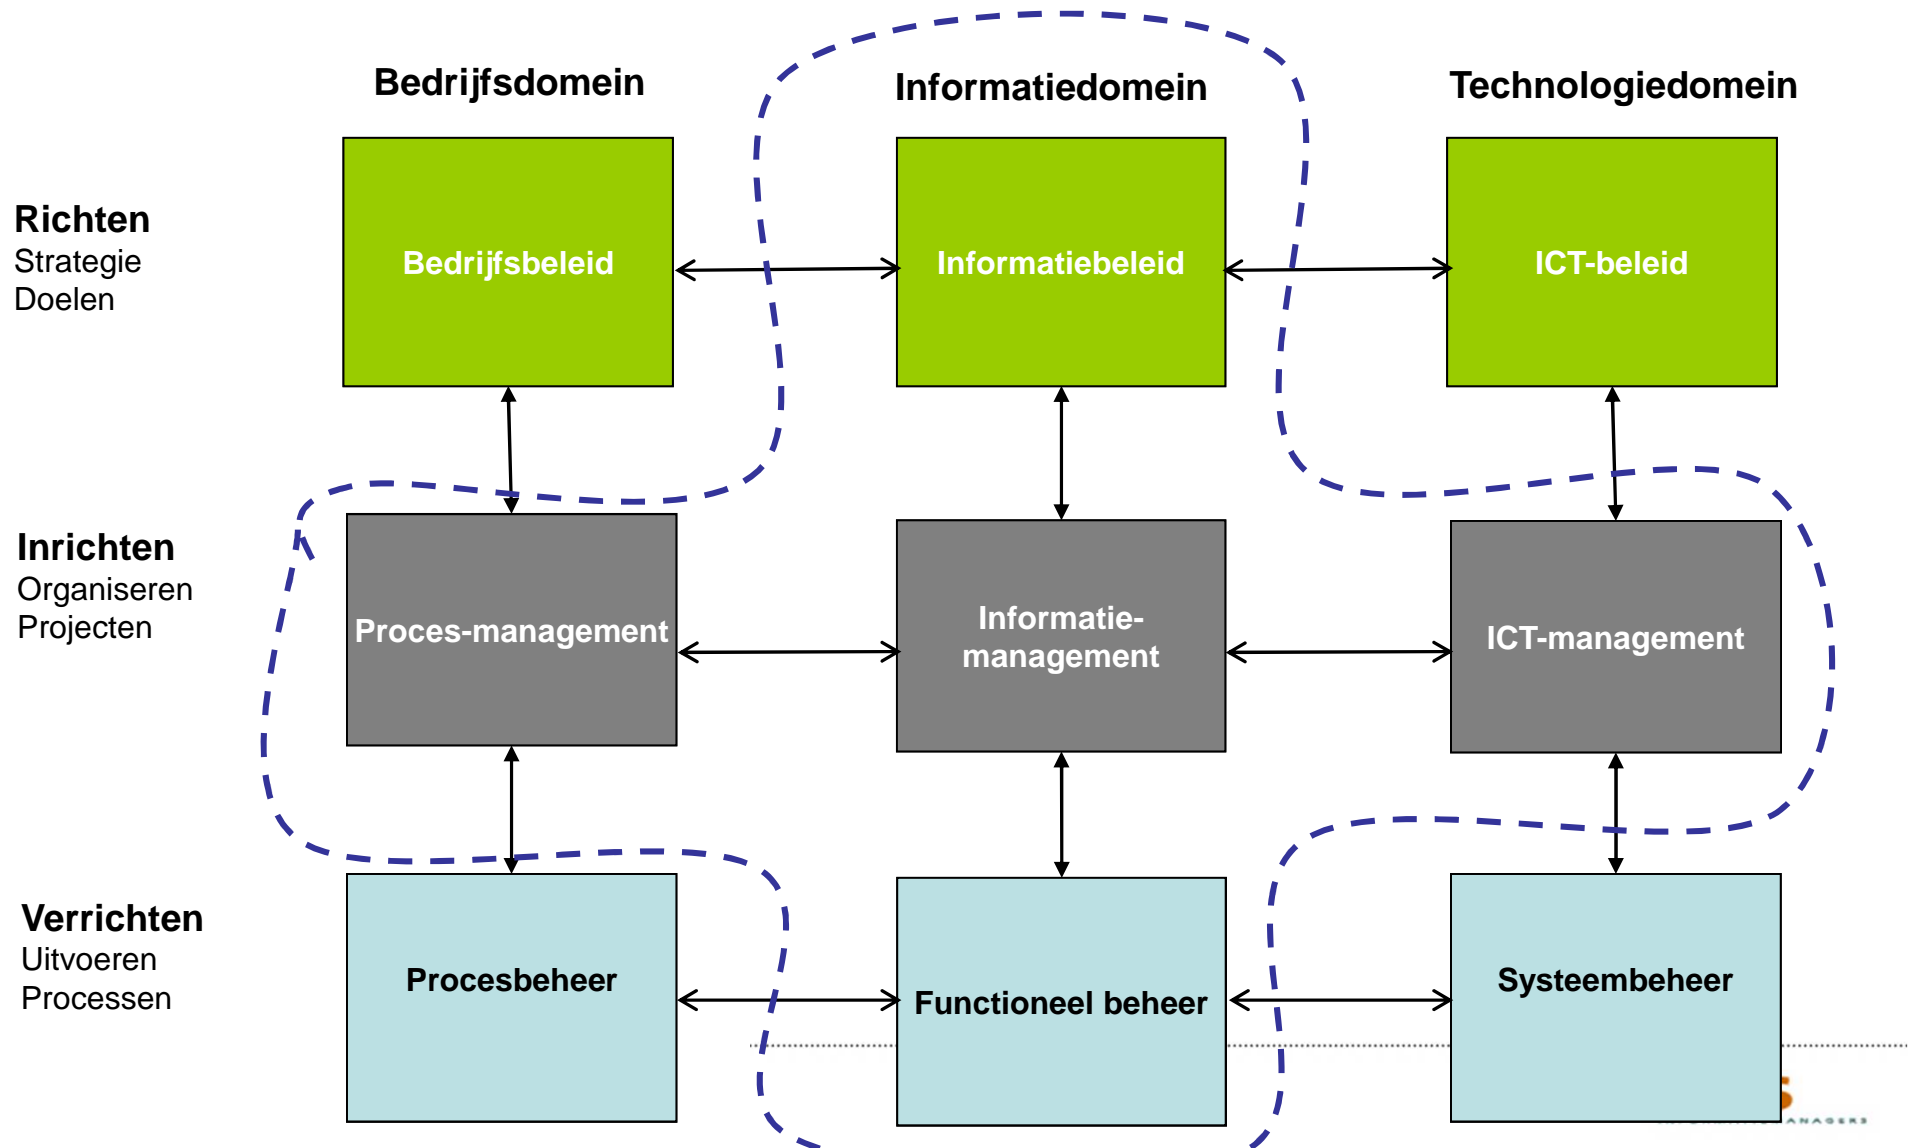 Bedrijfsdomein
Informatiedomein
Technologiedomein
Richten
Strategie
Doelen
Bedrijfsbeleid
Informatiebeleid
ICT-beleid
Inrichten
Organiseren
Projecten
Proces-management
Informatie-
management
ICT-management
Verrichten
Uitvoeren
Processen
Procesbeheer
Functioneel beheer
Systeembeheer